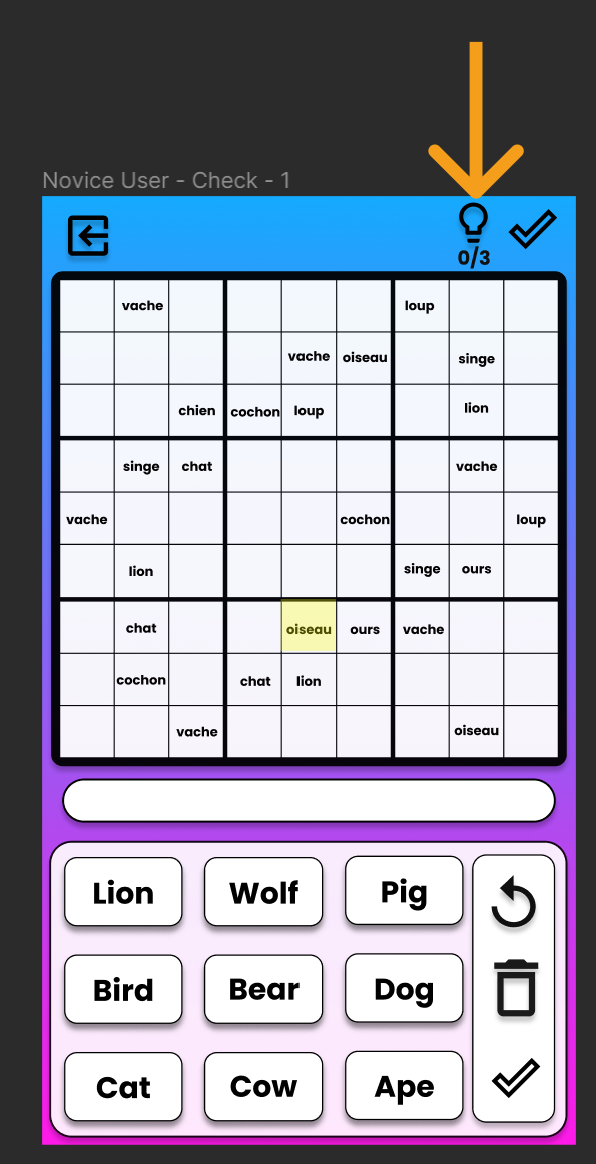 Novice User - Check - 1
0/3
vache loup
vache oiseau singe
chien cochon loup lion
singe chat vache
vache cochon loup
lion singe ours
chat oiseau ours vache
cochon chat lion
vache oiseau
Lion Wolf Pig
Bird Bear Dog
Cat Cow Ape